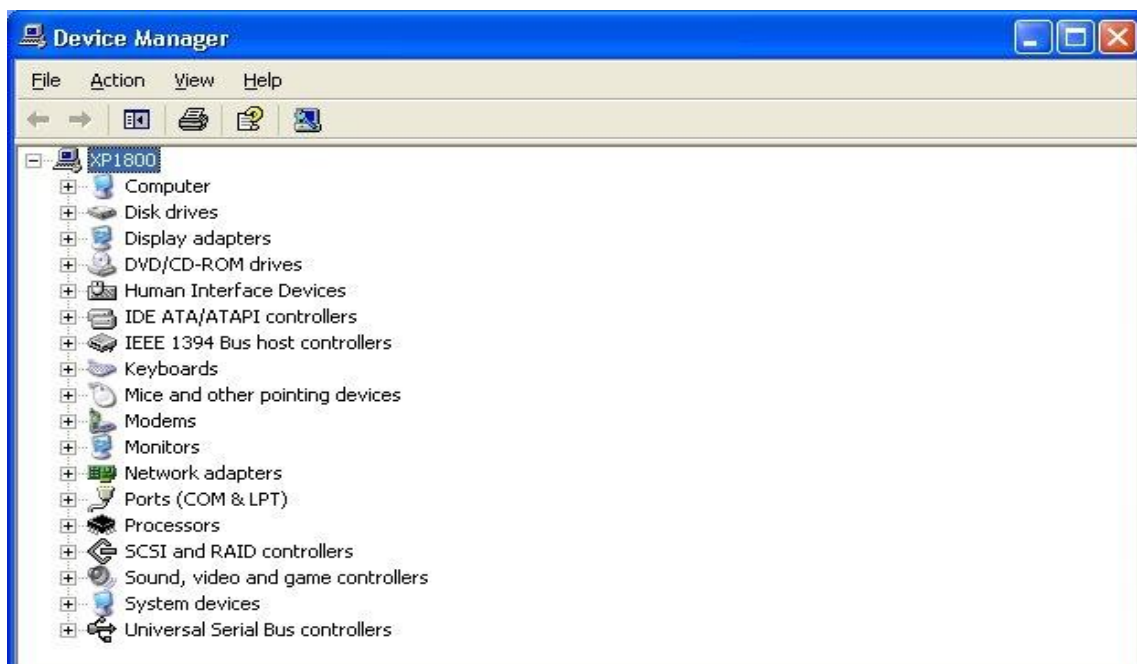 Device Manager
File Action View Help
XP1800
Computer
Disk drives
Display adapters
DVD/CD-ROM drives
Human Interface Devices
IDE ATA/ATAPI controllers
IEEE 1394 Bus host controllers
Keyboards
Mice and other pointing devices
Modems
Monitors
Network adapters
Ports (COM & LPT)
Processors
SCSI and RAID controllers
Sound, video and game controllers
System devices
Universal Serial Bus controllers